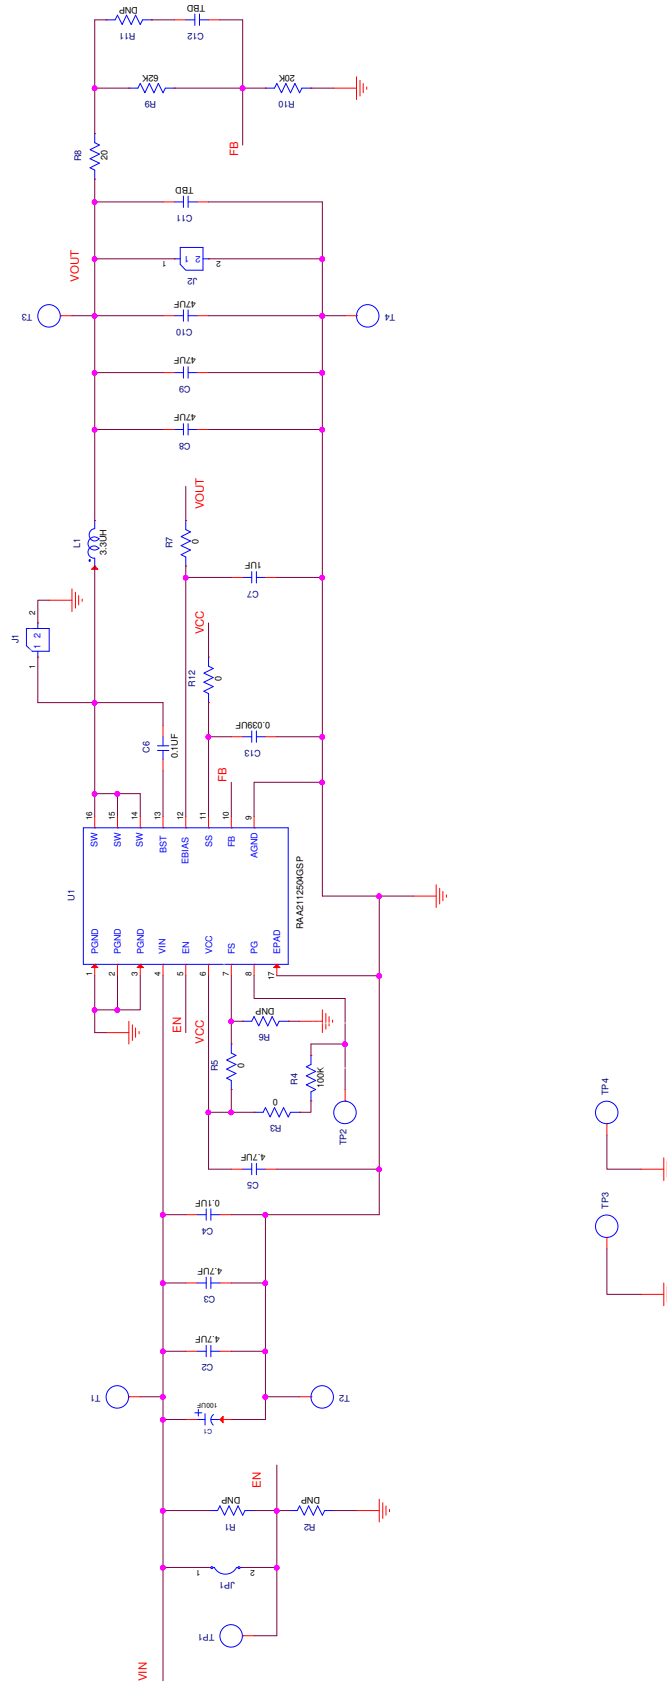 DNP
R11
TBD
C12
62K
R9
20K
R10
FB
R8
20
TBD
C11
VOUT
1
1 2
2
J2
T3
47UF
C10
T4
47UF
C9
47UF
C8
VOUT
L1
3.3UH
R7
0
1UF
C7
2
J1
1 2
1
VCC
R12
0
C6
0.1UF
0.039UF
C13
FB
16
15
14
13
12
11
10
9
SW
SW
SW
BST
EBIAS
SS
FB
AGND
U1
RAA2112504GSP
PGND
PGND
PGND
VIN
EN
VCC
FS
PG
EPAD
1
2
3
4
5
6
7
8
17
EN
VCC
DNP
R6
R5
0
R4
100K
0
R3
TP2
4.7UF
C5
TP4
0.1UF
C4
TP3
4.7UF
C3
4.7UF
C2
T1
T2
100UF
+
C1
EN
DNP
R1
DNP
R2
1
2
JP1
TP1
VIN